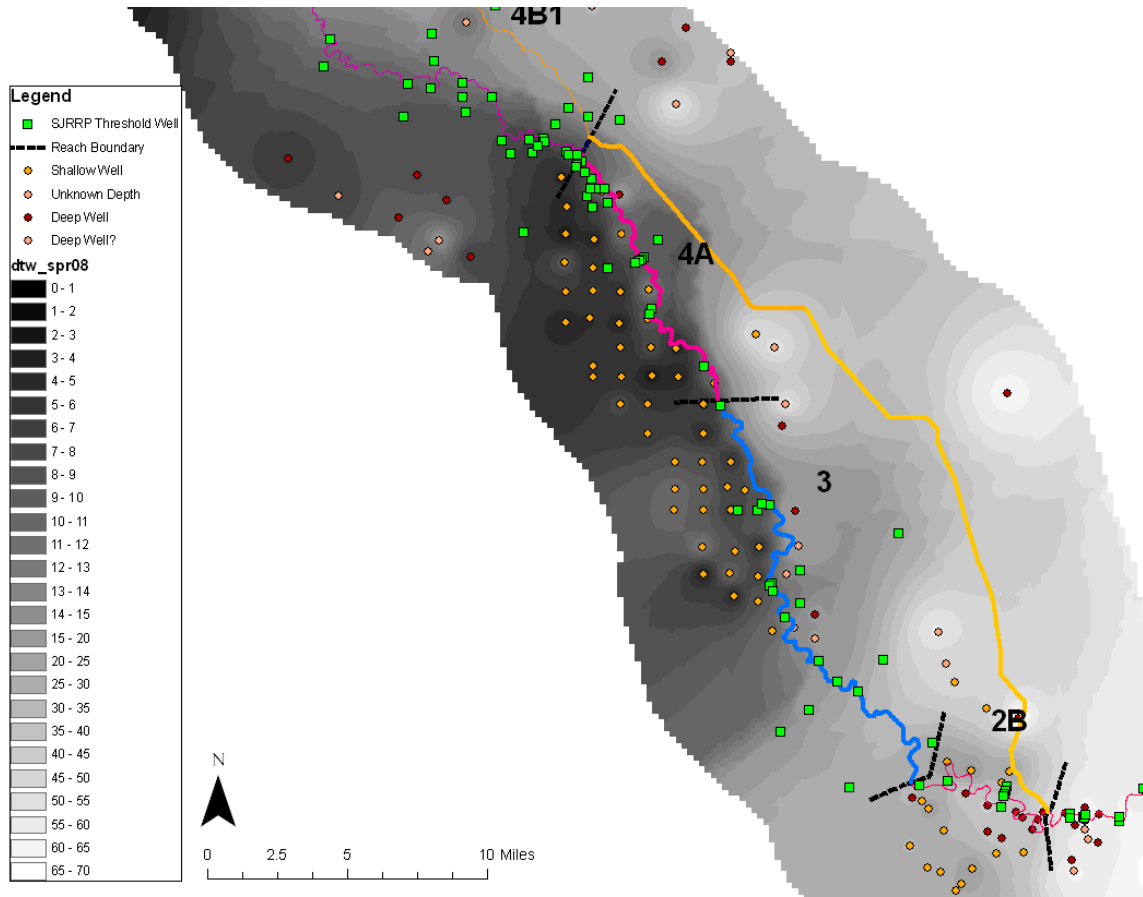 4B1
Legend
SJRRP Threshold Well
Reach Boundary
Shallow Well
Unknown Depth
Deep Well
Deep Well?
dtw_spr08
0 - 1
1 - 2
2 - 3
3 - 4
4 - 5
5 - 6
6 - 7
7 - 8
8 - 9
9 - 10
10 - 11
11 - 12
12 - 13
13 - 14
14 - 15
15 - 20
20 - 25
25 - 30
30 - 35
35 - 40
40 - 45
45 - 50
50 - 55
55 - 60
60 - 65
65 - 70
4A
3
2B
N
0 2.5 5 10 Miles